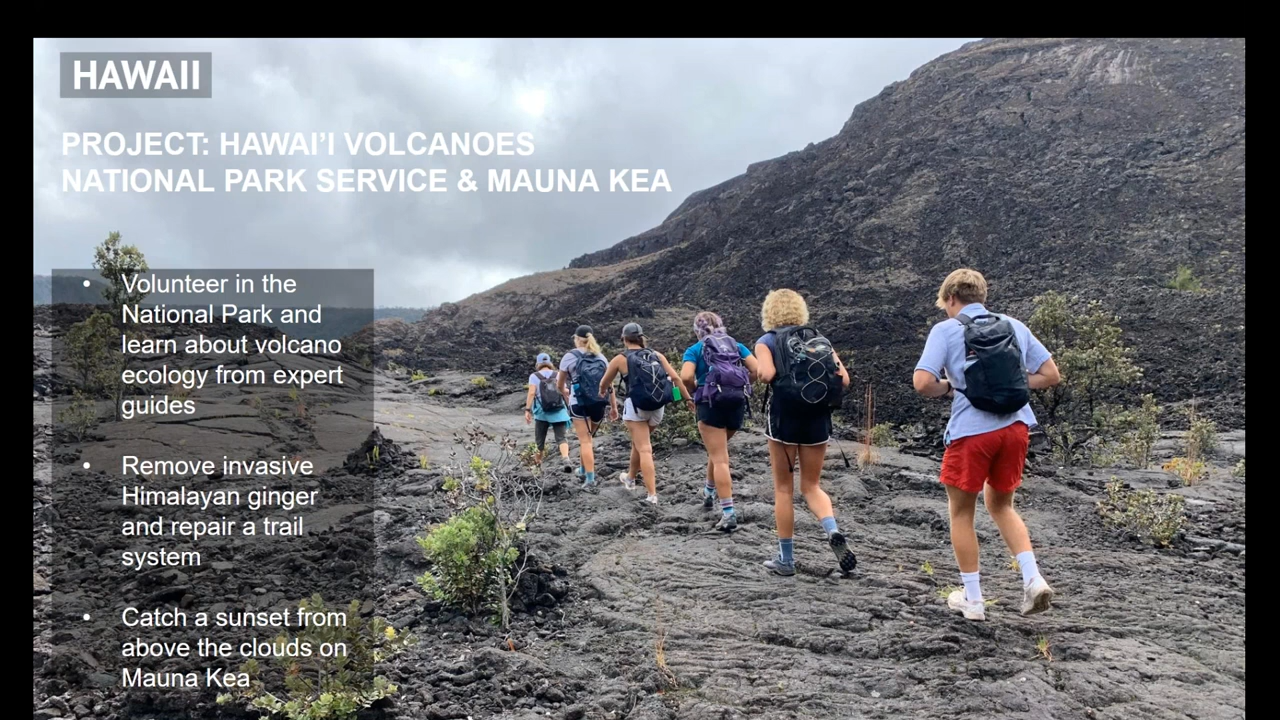 HAWAII
PROJECT: HAWAI’I VOLCANOES
NATIONAL PARK SERVICE & MAUNA KEA
• Volunteer in the
National Park and
learn about volcano
ecology from expert
guides
• Remove invasive
Himalayan ginger
and repair a trail
system
• Catch a sunset from
above the clouds on
Mauna Kea